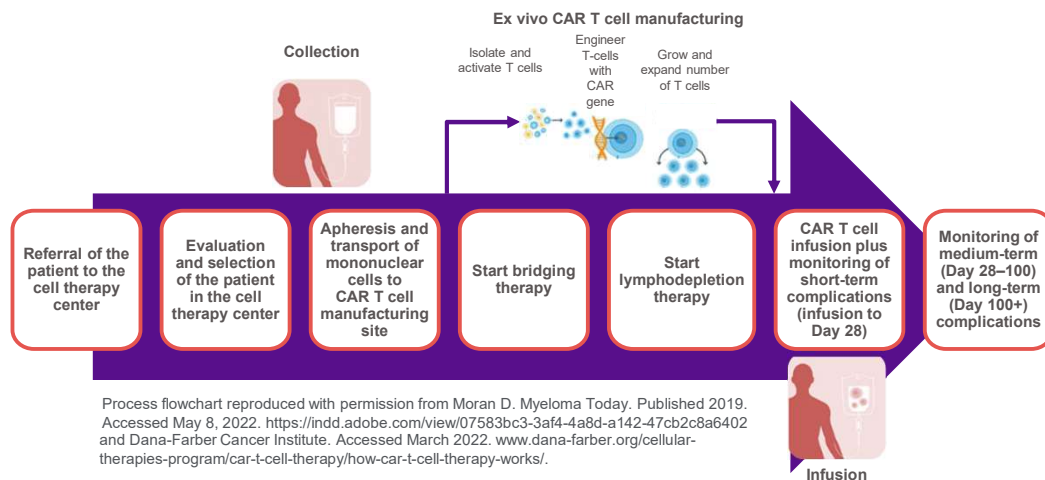 Ex vivo CAR T cell manufacturing
Collection
Isolate and
activate T cells
Engineer
T-cells
with
CAR
gene
Grow and
expand number
of T cells
Referral of the
patient to the
cell therapy
center
Evaluation
and selection
of the patient
in the cell
therapy center
Apheresis and
transport of
mononuclear
cells to
CAR T cell
manufacturing
site
Start bridging
therapy
Start
lymphodepletion
therapy
CAR T cell
infusion plus
monitoring of
short-term
complications
(infusion to
Day 28)
Monitoring of
medium-term
(Day 28–100)
and long-term
(Day 100+)
complications
Process flowchart reproduced with permission from Moran D. Myeloma Today. Published 2019.
Accessed May 8, 2022. https://indd.adobe.com/view/07583bc3-3af4-4a8d-a142-47cb2c8a6402
and Dana-Farber Cancer Institute. Accessed March 2022. www.dana-farber.org/cellular-
therapies-program/car-t-cell-therapy/how-car-t-cell-therapy-works/.
Infusion